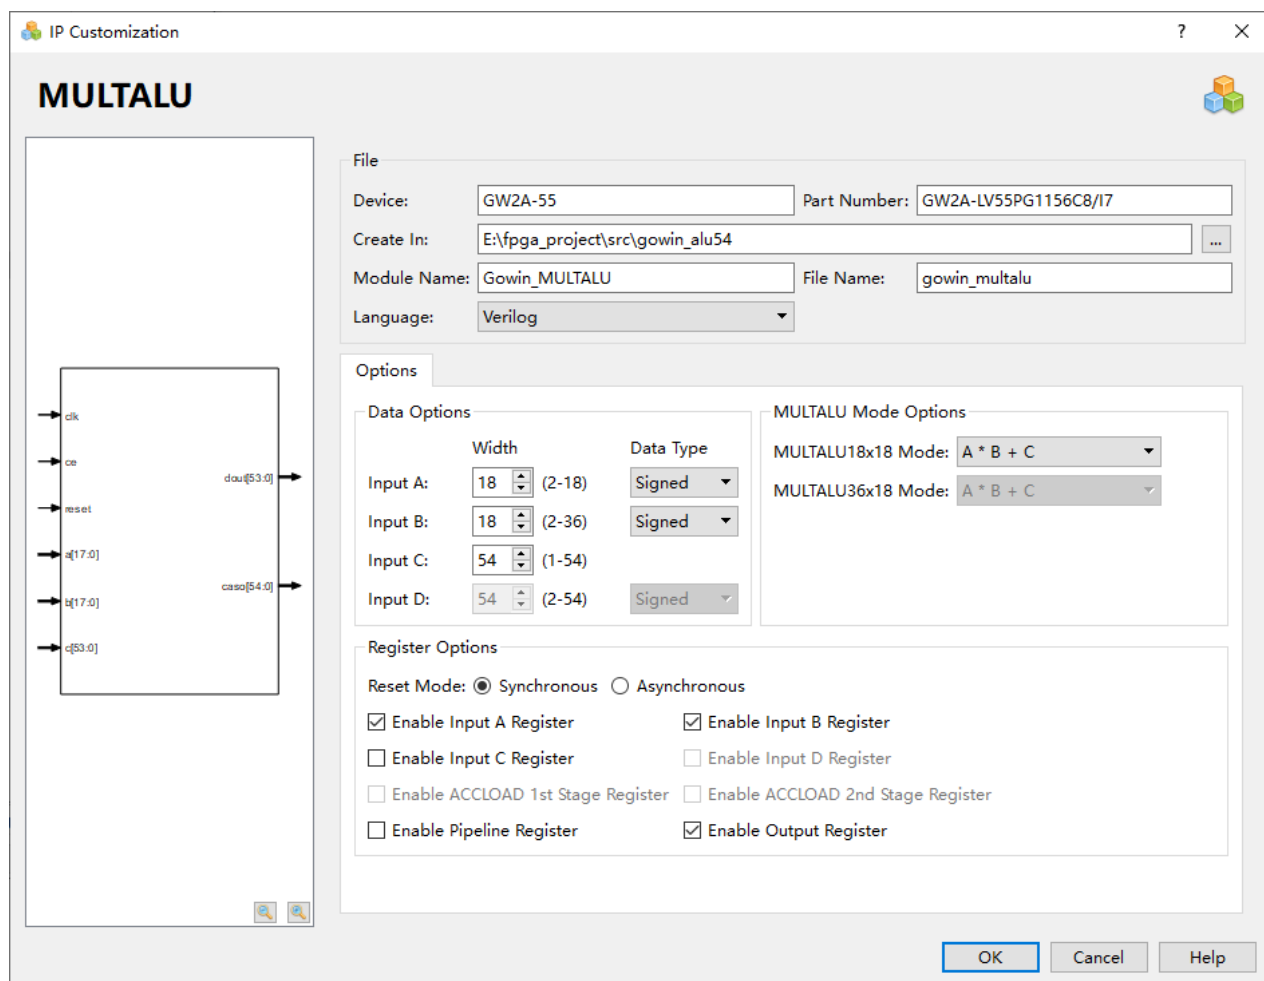 IP Customization ?
MULTALU
clk
ce
reset
a[17:0]
b[17:0]
c[53:0]
dout[53:0]
caso[54:0]
File
Device: GW2A-55 Part Number: GW2A-LV55PG1156C8/I7
Create In: E:\fpga_project\src\gowin_alu54 ...
Module Name: Gowin_MULTALU File Name: gowin_multalu
Language: Verilog
Options
Data Options
Width Data Type
Input A: 18 (2-18) Signed
Input B: 18 (2-36) Signed
Input C: 54 (1-54)
Input D: 54 (2-54) Signed
MULTALU Mode Options
MULTALU18x18 Mode: A * B + C
MULTALU36x18 Mode: A * B + C
Register Options
Reset Mode: Synchronous Asynchronous
Enable Input A Register Enable Input B Register
Enable Input C Register Enable Input D Register
Enable ACCLOAD 1st Stage Register Enable ACCLOAD 2nd Stage Register
Enable Pipeline Register Enable Output Register
OK Cancel Help